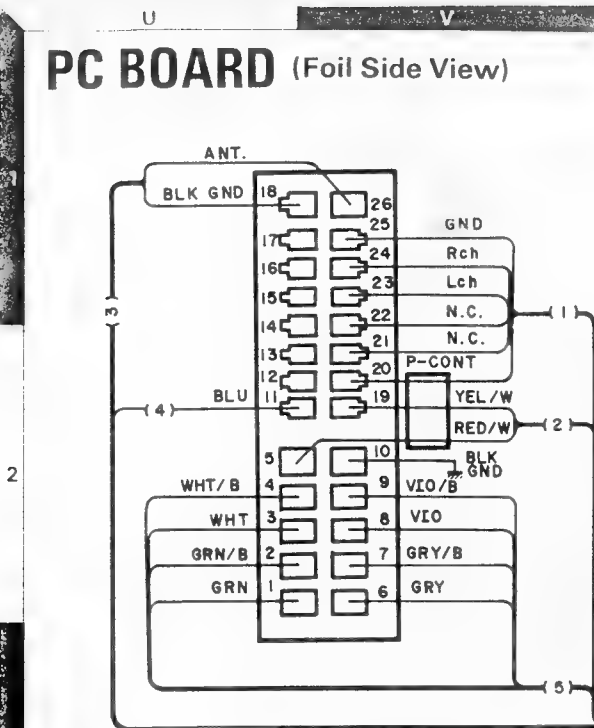 U V
PC BOARD (Foil Side View)
ANT.
BLK GND 18 26
25 GND
17 24 Rch
16 23 Lch
15 22 N.C.
14 21 N.C.
13 20 P-CONT
12
BLU 11 19 YEL/W
RED/W
(1)
(2)
(3)
(4)
5 10 BLK
GND
2
WHT/B 4 9 VIO/B
WHT 3 8 VIO
GRN/B 2 7 GRY/B
GRN 1 6 GRY
(5)